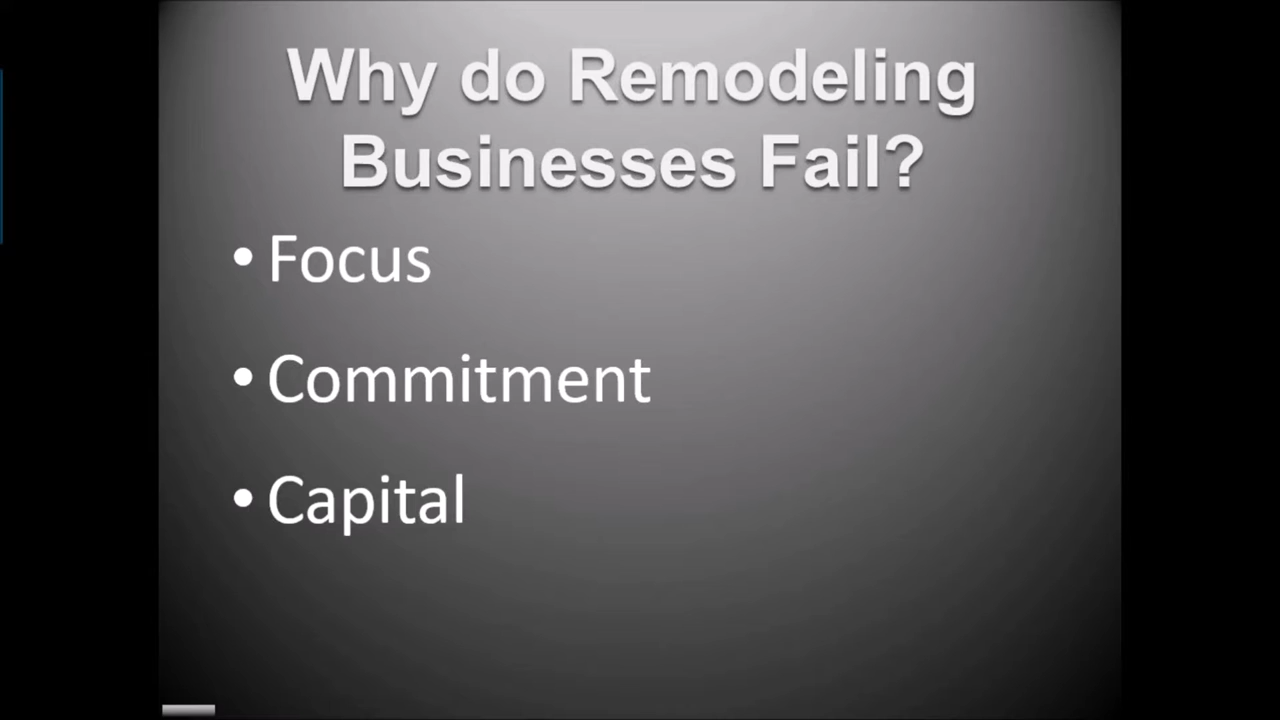 Why do Remodeling
Businesses Fail?
• Focus
• Commitment
• Capital